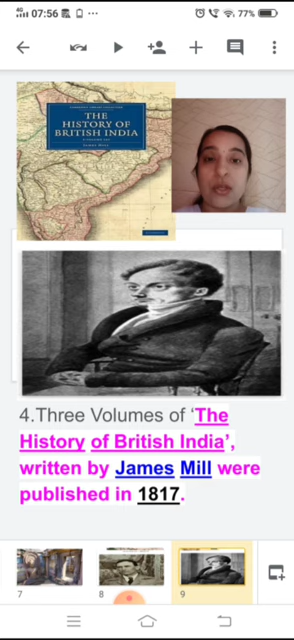 4G 07:56
77%
THE
HISTORY OF
BRITISH INDIA
JAMES MILL
4.Three Volumes of ‘The
History of British India’,
written by James Mill were
published in 1817.
7
8
9